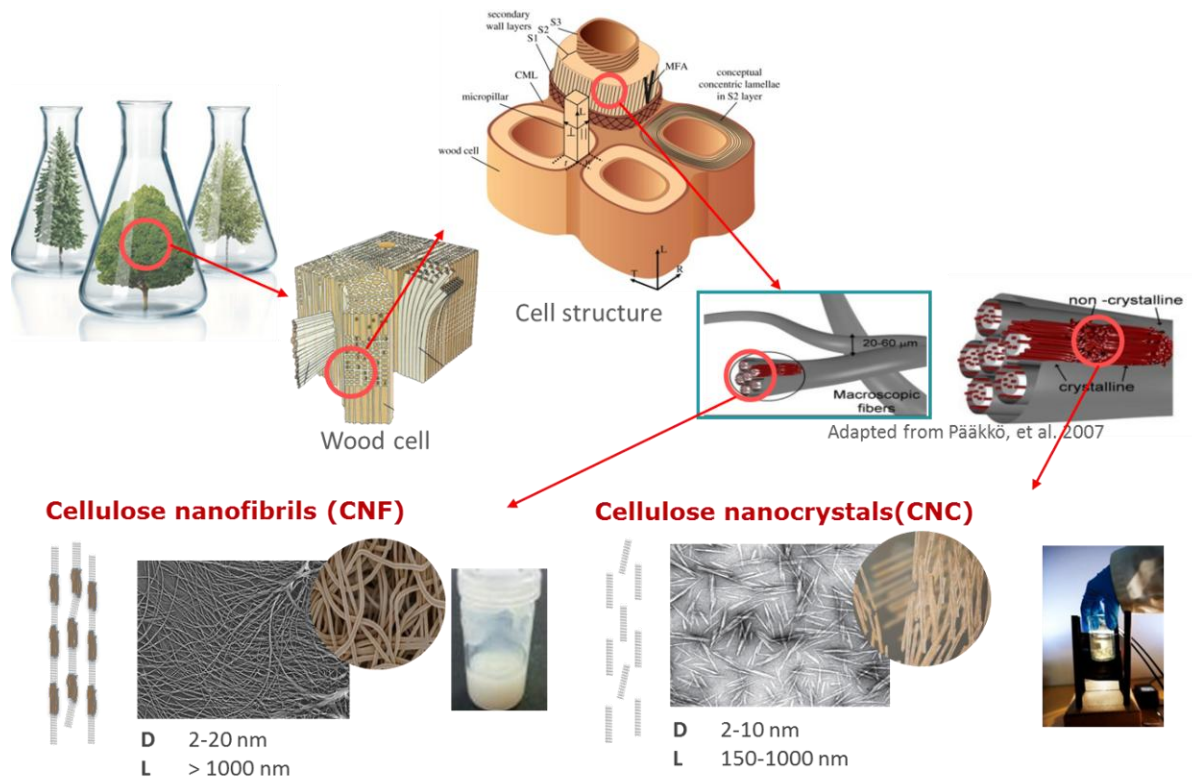 secondary
wall layers
S3
S2
S1
CML
MFA
micropillar
conceptual
concentric lamellae
in S2 layer
wood cell
L
T
R
Cell structure
Wood cell
20-60 µm
Macroscopic
fibers
non -crystalline
crystalline
Adapted from Pääkkö, et al. 2007
Cellulose nanofibrils (CNF)
D 2-20 nm
L > 1000 nm
Cellulose nanocrystals(CNC)
D 2-10 nm
L 150-1000 nm